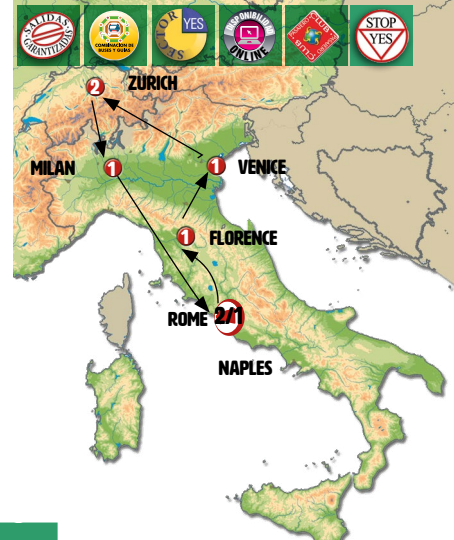 SALIDAS
GARANTIZADAS
COMBINACIÓN DE
BUSES Y GUÍAS
SECTOR
YES
DISPONIBILIDAD
ONLINE
CLUB
STOP
YES
2
ZURICH
MILAN
1
1
VENICE
1
FLORENCE
ROME 2/1
NAPLES